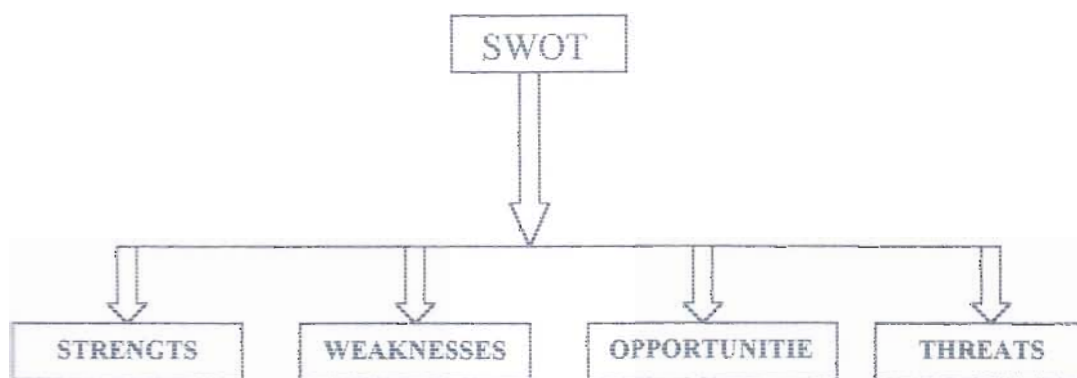 SWOT
STRENGTS
WEAKNESSES
OPPORTUNITIE
THREATS